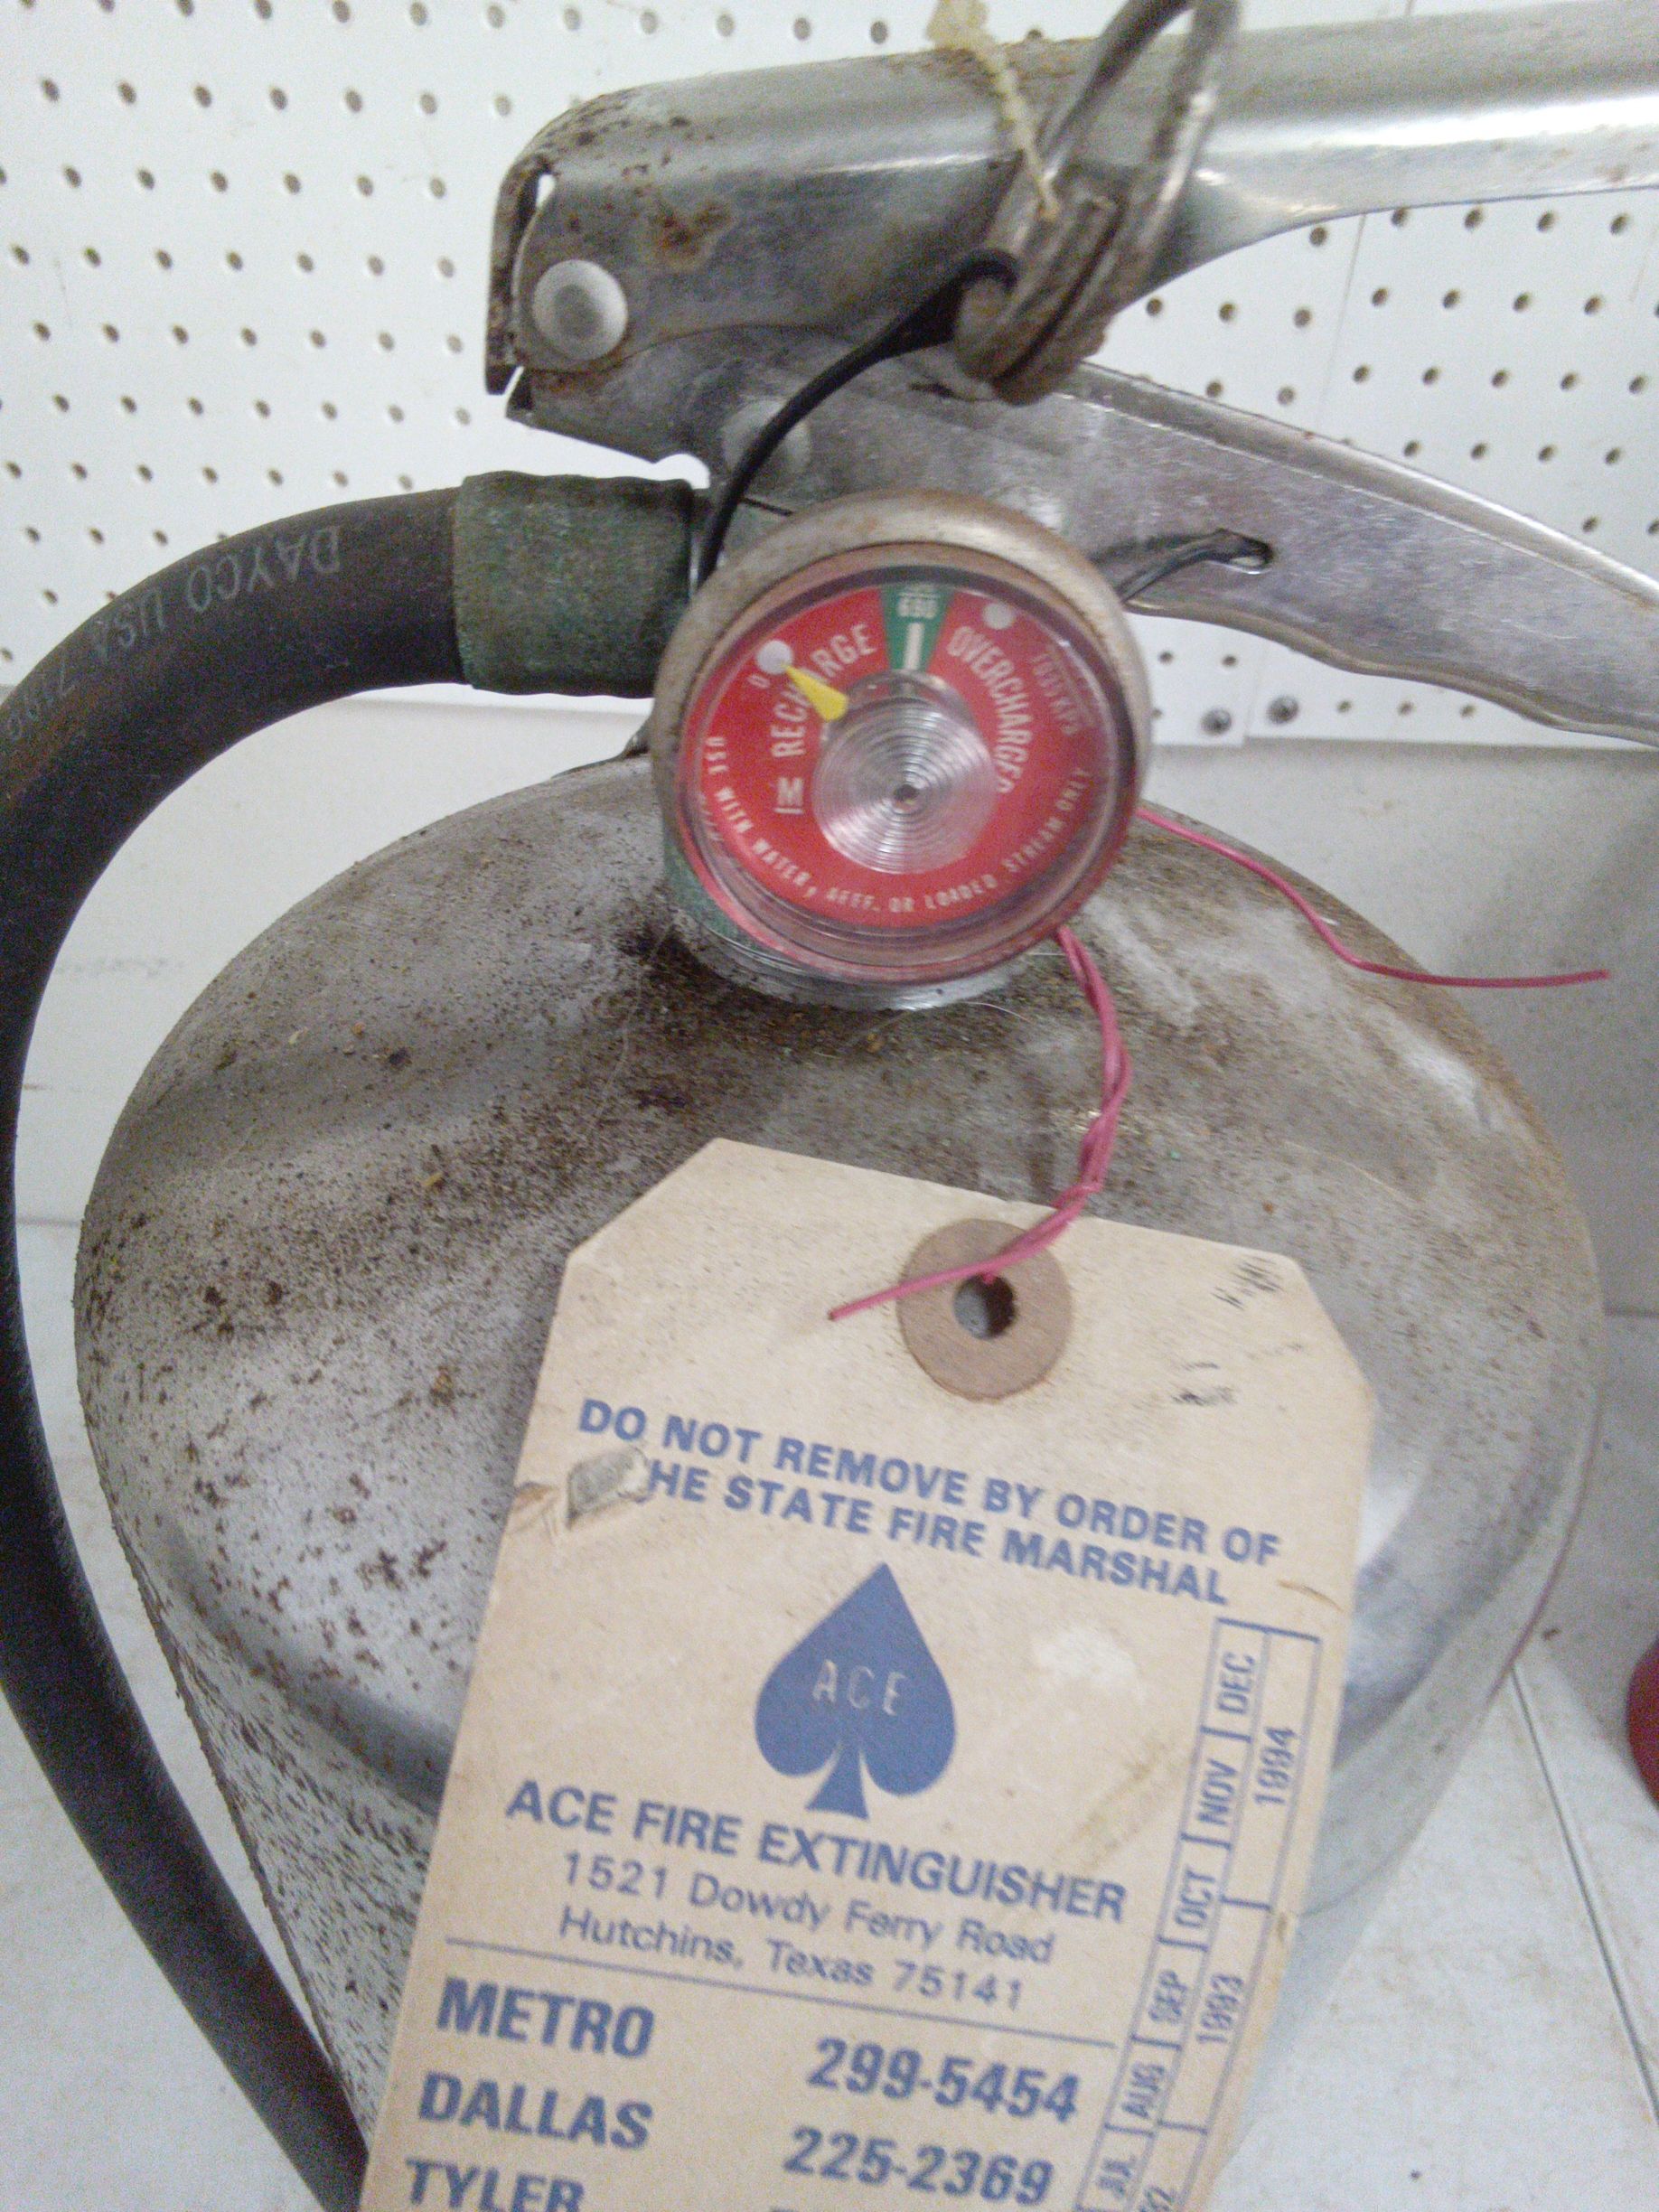 DAYCO USA
0
RECHARGE
OVERCHARGED
M
USE WITH WATER, AFFF. OR LOADED STREAM ONLY
DO NOT REMOVE BY ORDER OF
THE STATE FIRE MARSHAL
ACE
ACE FIRE EXTINGUISHER
1521 Dowdy Ferry Road
Hutchins, Texas 75141
METRO 299-5454
DALLAS 225-2369
TYLER
JUL AUG SEP OCT NOV DEC
1993 1994